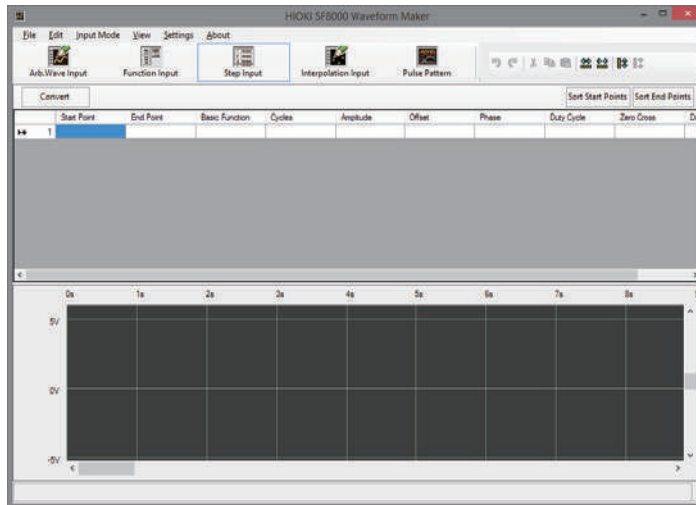 HIOKI SF8000 Waveform Maker
File Edit Input Mode View Settings About
Arb.Wave Input Function Input Step Input Interpolation Input Pulse Pattern
Convert Sort Start Points Sort End Points
Start Point End Point Basic Function Cycles Amplitude Offset Phase Duty Cycle Zero Cross
1
0s 1s 2s 3s 4s 5s 6s 7s 8s
5V
0V
-5V